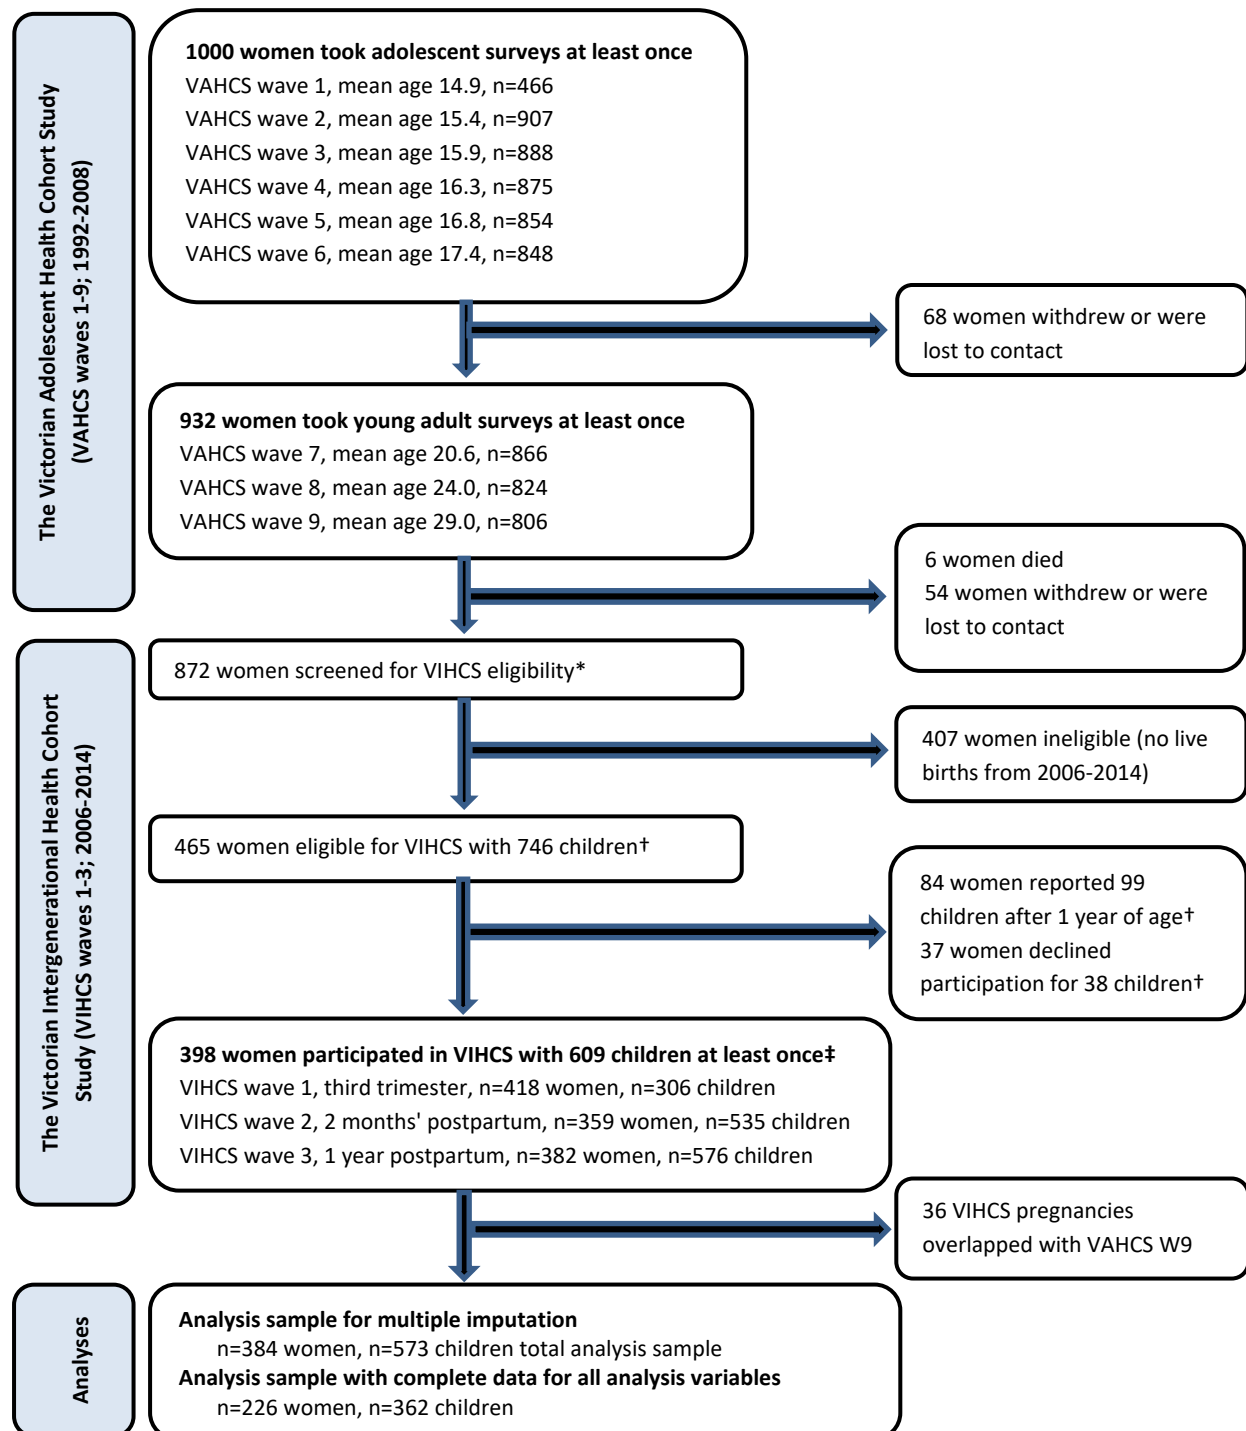 The Victorian Adolescent Health Cohort Study
(VAHCS waves 1-9; 1992-2008)
1000 women took adolescent surveys at least once
VAHCS wave 1, mean age 14.9, n=466
VAHCS wave 2, mean age 15.4, n=907
VAHCS wave 3, mean age 15.9, n=888
VAHCS wave 4, mean age 16.3, n=875
VAHCS wave 5, mean age 16.8, n=854
VAHCS wave 6, mean age 17.4, n=848
68 women withdrew or were
lost to contact
932 women took young adult surveys at least once
VAHCS wave 7, mean age 20.6, n=866
VAHCS wave 8, mean age 24.0, n=824
VAHCS wave 9, mean age 29.0, n=806
6 women died
54 women withdrew or were
lost to contact
The Victorian Intergenerational Health Cohort
Study (VIHCS waves 1-3; 2006-2014)
872 women screened for VIHCS eligibility*
407 women ineligible (no live
births from 2006-2014)
465 women eligible for VIHCS with 746 children†
84 women reported 99
children after 1 year of age†
37 women declined
participation for 38 children†
398 women participated in VIHCS with 609 children at least once‡
VIHCS wave 1, third trimester, n=418 women, n=306 children
VIHCS wave 2, 2 months' postpartum, n=359 women, n=535 children
VIHCS wave 3, 1 year postpartum, n=382 women, n=576 children
36 VIHCS pregnancies
overlapped with VAHCS W9
Analyses
Analysis sample for multiple imputation
n=384 women, n=573 children total analysis sample
Analysis sample with complete data for all analysis variables
n=226 women, n=362 children